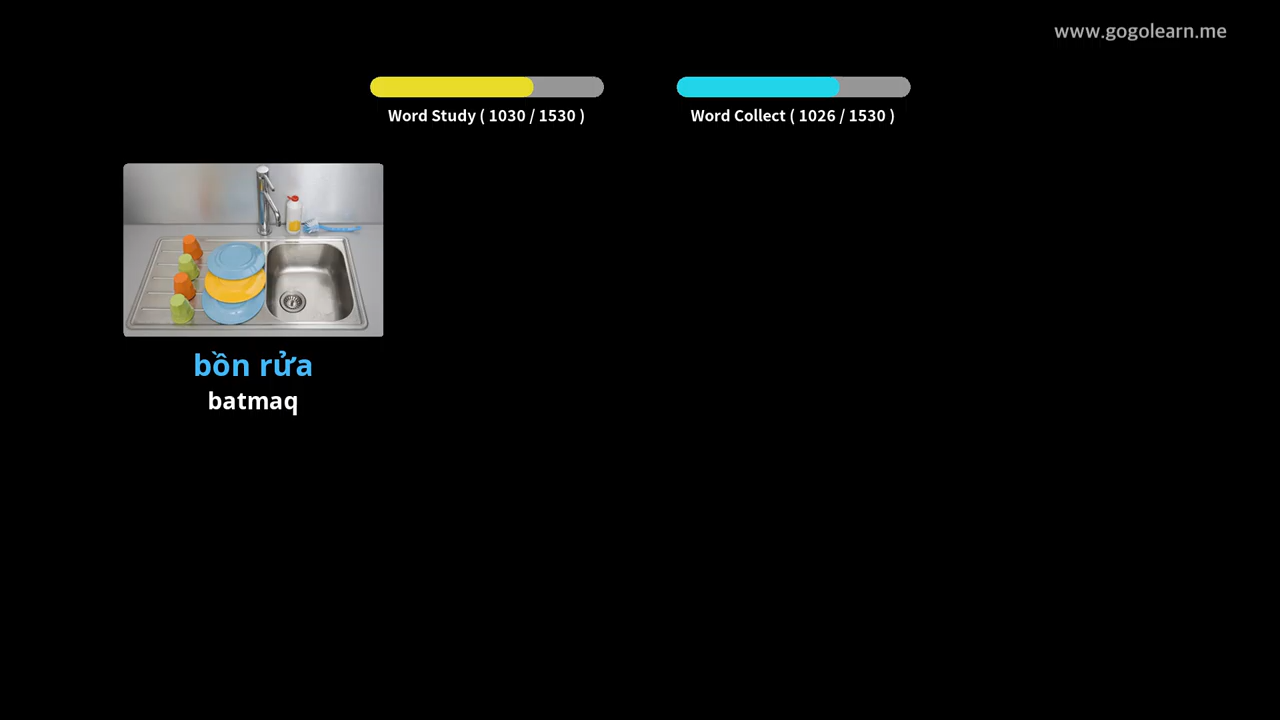 www.gogolearn.me
Word Study ( 1030 / 1530 )
Word Collect ( 1026 / 1530 )
bồn rửa
batmaq